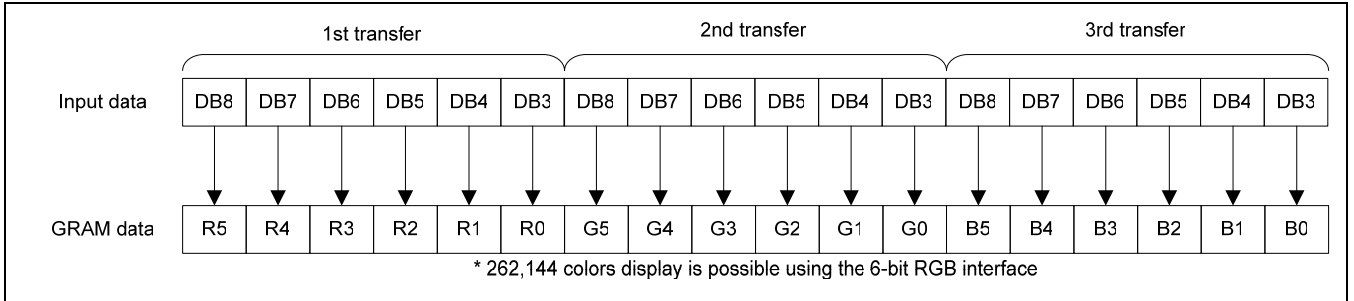 1st transfer 2nd transfer 3rd transfer
Input data DB8 DB7 DB6 DB5 DB4 DB3 DB8 DB7 DB6 DB5 DB4 DB3 DB8 DB7 DB6 DB5 DB4 DB3
GRAM data R5 R4 R3 R2 R1 R0 G5 G4 G3 G2 G1 G0 B5 B4 B3 B2 B1 B0
* 262,144 colors display is possible using the 6-bit RGB interface